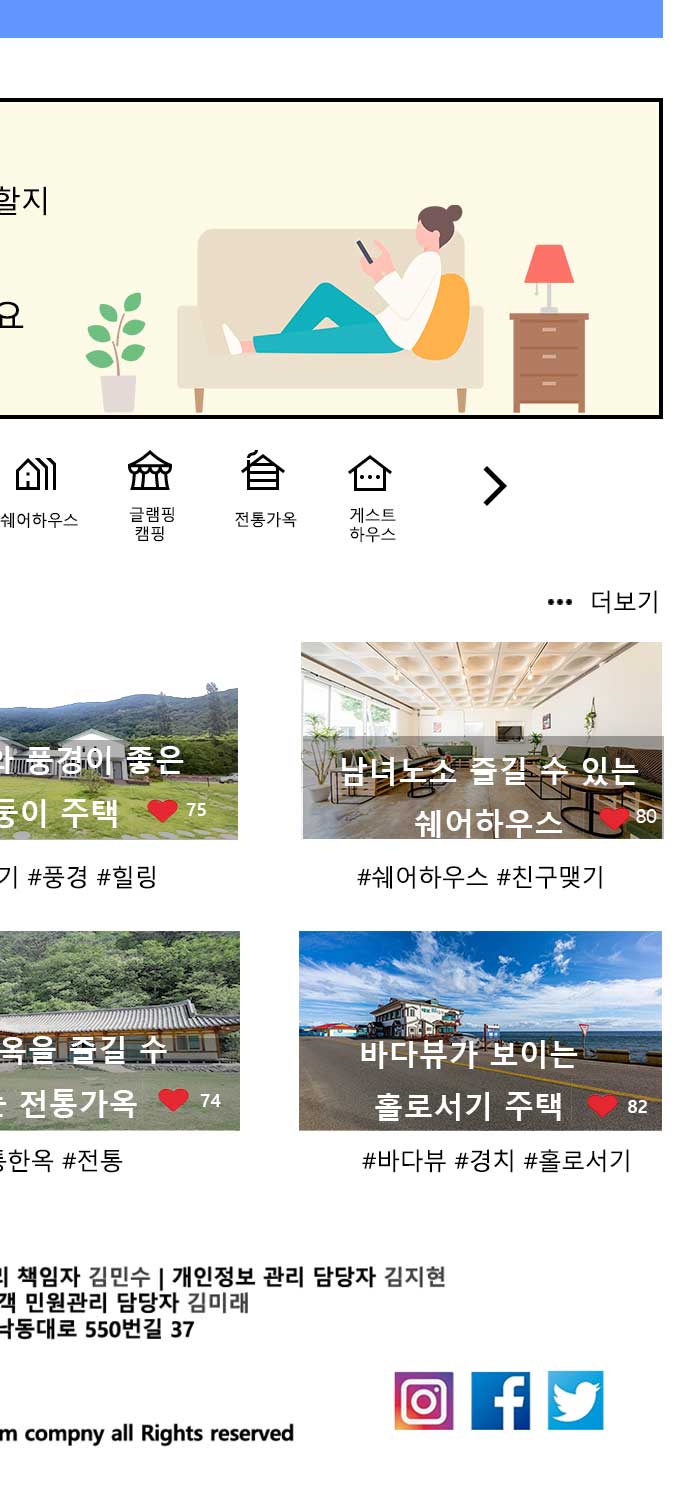 할지
요
쉐어하우스
글램핑
캠핑
전통가옥
게스트
하우스
••• 더보기
와 풍경이 좋은
둥이 주택 75
남녀노소 즐길 수 있는
쉐어하우스 80
기 #풍경 #힐링
#쉐어하우스 #친구맺기
옥을 즐길 수
는 전통가옥 74
바다뷰가 보이는
홀로서기 주택 82
통한옥 #전통
#바다뷰 #경치 #홀로서기
리 책임자 김민수 | 개인정보 관리 담당자 김지현
객 민원관리 담당자 김미래
낙동대로 550번길 37
m compny all Rights reserved